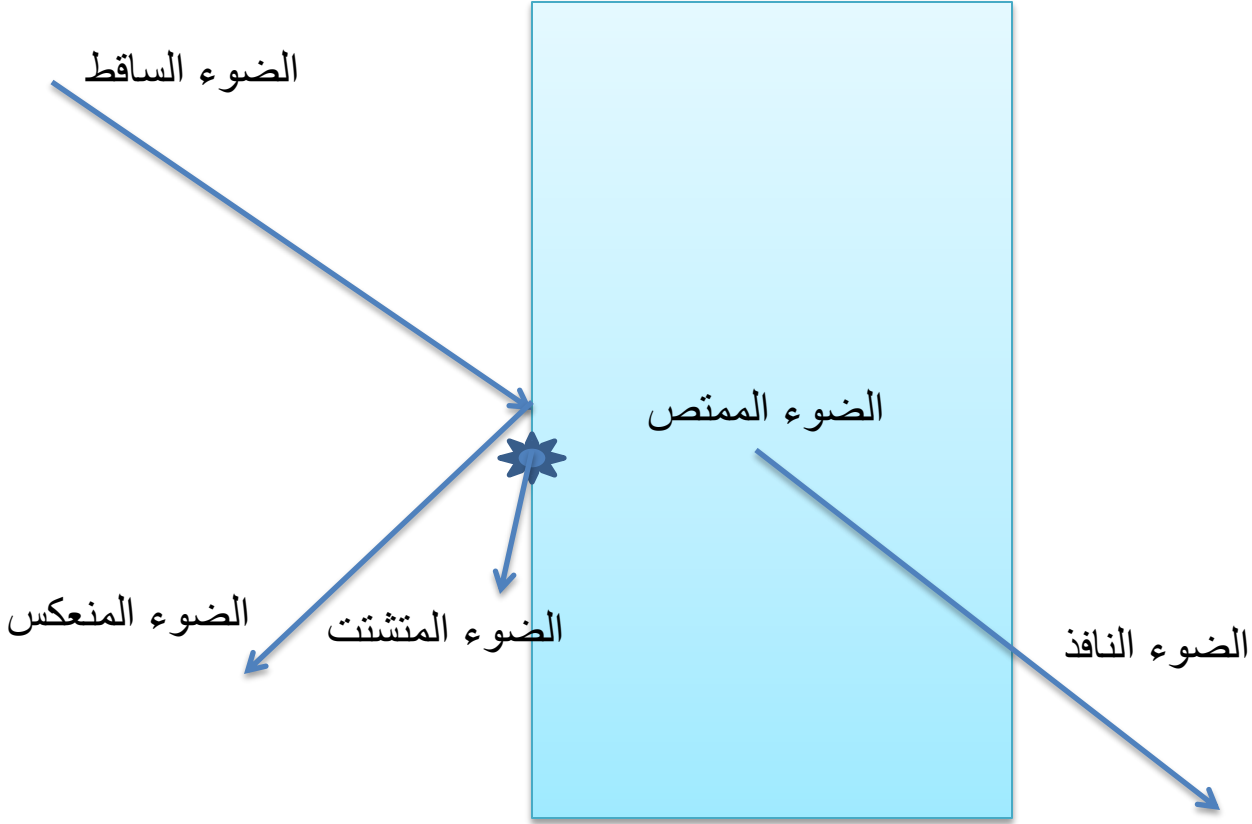 الضوء الساقط
الضوء الممتص
الضوء المنعكس
الضوء المتشتت
الضوء النافذ